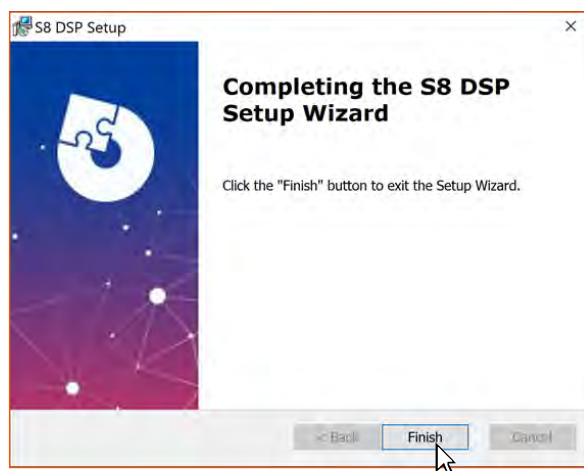 S8 DSP Setup
Completing the S8 DSP
Setup Wizard
Click the "Finish" button to exit the Setup Wizard.
< Back Finish Cancel